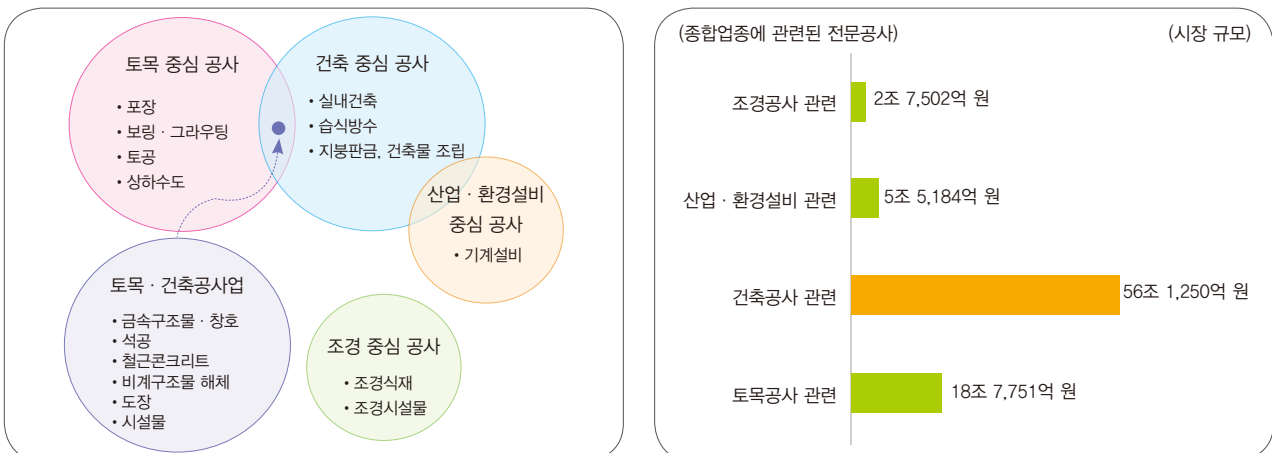 토목 중심 공사
• 포장
• 보링 · 그라우팅
• 토공
• 상하수도
건축 중심 공사
• 실내건축
• 습식방수
• 지붕판금, 건축물 조립
산업 · 환경설비
중심 공사
• 기계설비
토목 · 건축공사업
• 금속구조물 · 창호
• 석공
• 철근콘크리트
• 비계구조물 해체
• 도장
• 시설물
조경 중심 공사
• 조경식재
• 조경시설물
(종합업종에 관련된 전문공사) (시장 규모)
조경공사 관련 2조 7,502억 원
산업 · 환경설비 관련 5조 5,184억 원
건축공사 관련 56조 1,250억 원
토목공사 관련 18조 7,751억 원